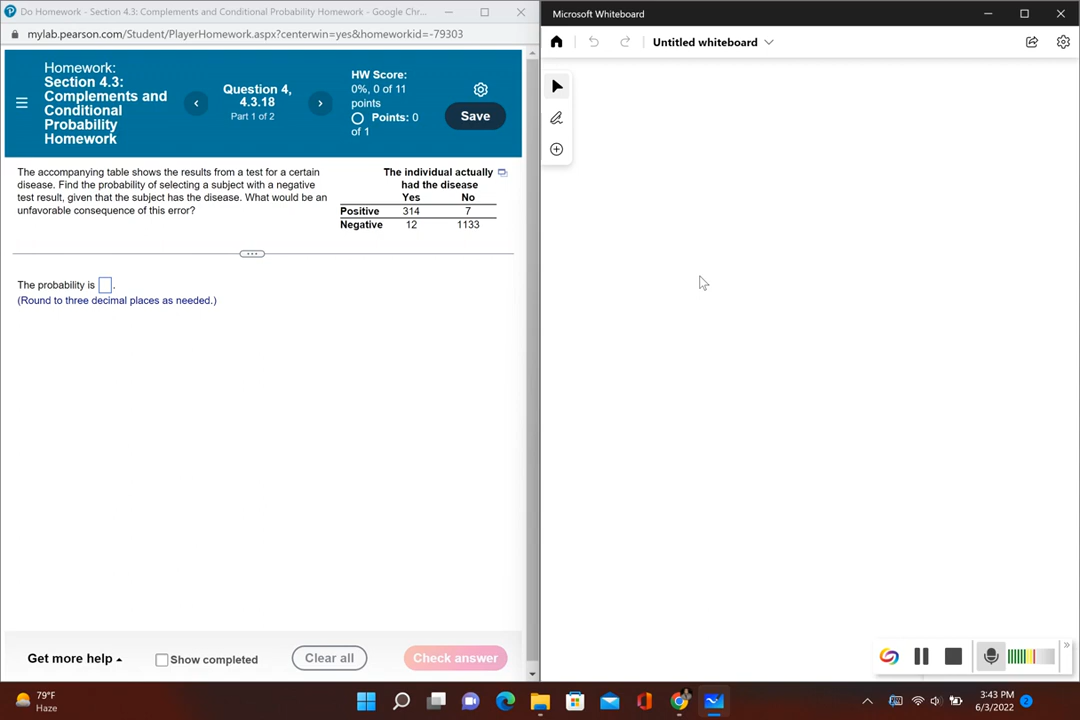 Do Homework - Section 4.3: Complements and Conditional Probability Homework - Google Chr...
mylab.pearson.com/Student/PlayerHomework.aspx?centerwin=yes&homeworkid=-79303
Homework:
Section 4.3:
Complements and
Conditional
Probability
Homework
Question 4,
4.3.18
Part 1 of 2
HW Score:
0%, 0 of 11
points
Points: 0
of 1
Save
The accompanying table shows the results from a test for a certain
disease. Find the probability of selecting a subject with a negative
test result, given that the subject has the disease. What would be an
unfavorable consequence of this error?
The individual actually
had the disease
Yes No
Positive 314 7
Negative 12 1133
The probability is .
(Round to three decimal places as needed.)
Get more help
Show completed
Clear all
Check answer
Microsoft Whiteboard
Untitled whiteboard
79°F
Haze
3:43 PM
6/3/2022
2